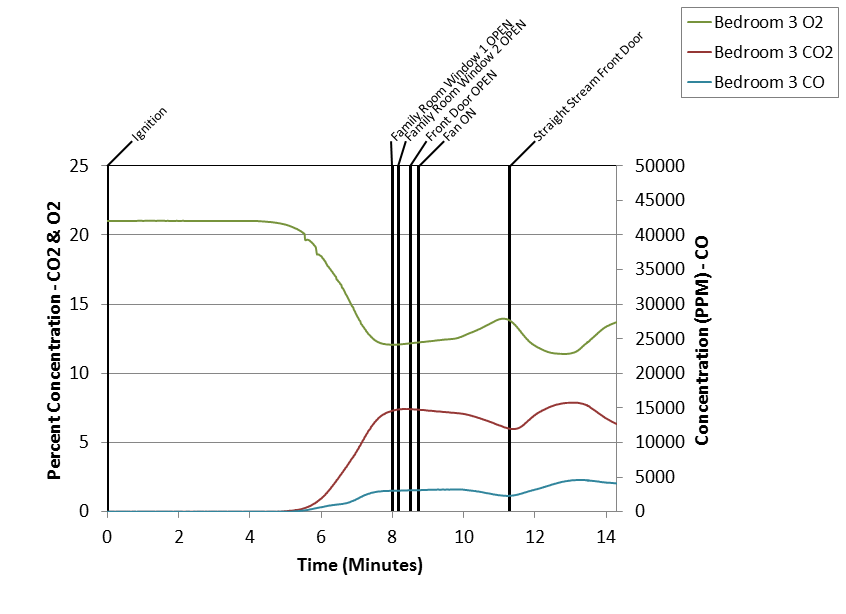 Bedroom 3 O2
Bedroom 3 CO2
Bedroom 3 CO
Ignition
Family Room Window 1 OPEN
Family Room Window 2 OPEN
Front Door OPEN
Fan ON
Straight Stream Front Door
Percent Concentration - CO2 & O2
25
20
15
10
5
0
50000
45000
40000
35000
30000
25000
20000
15000
10000
5000
0
Concentration (PPM) - CO
0 2 4 6 8 10 12 14
Time (Minutes)